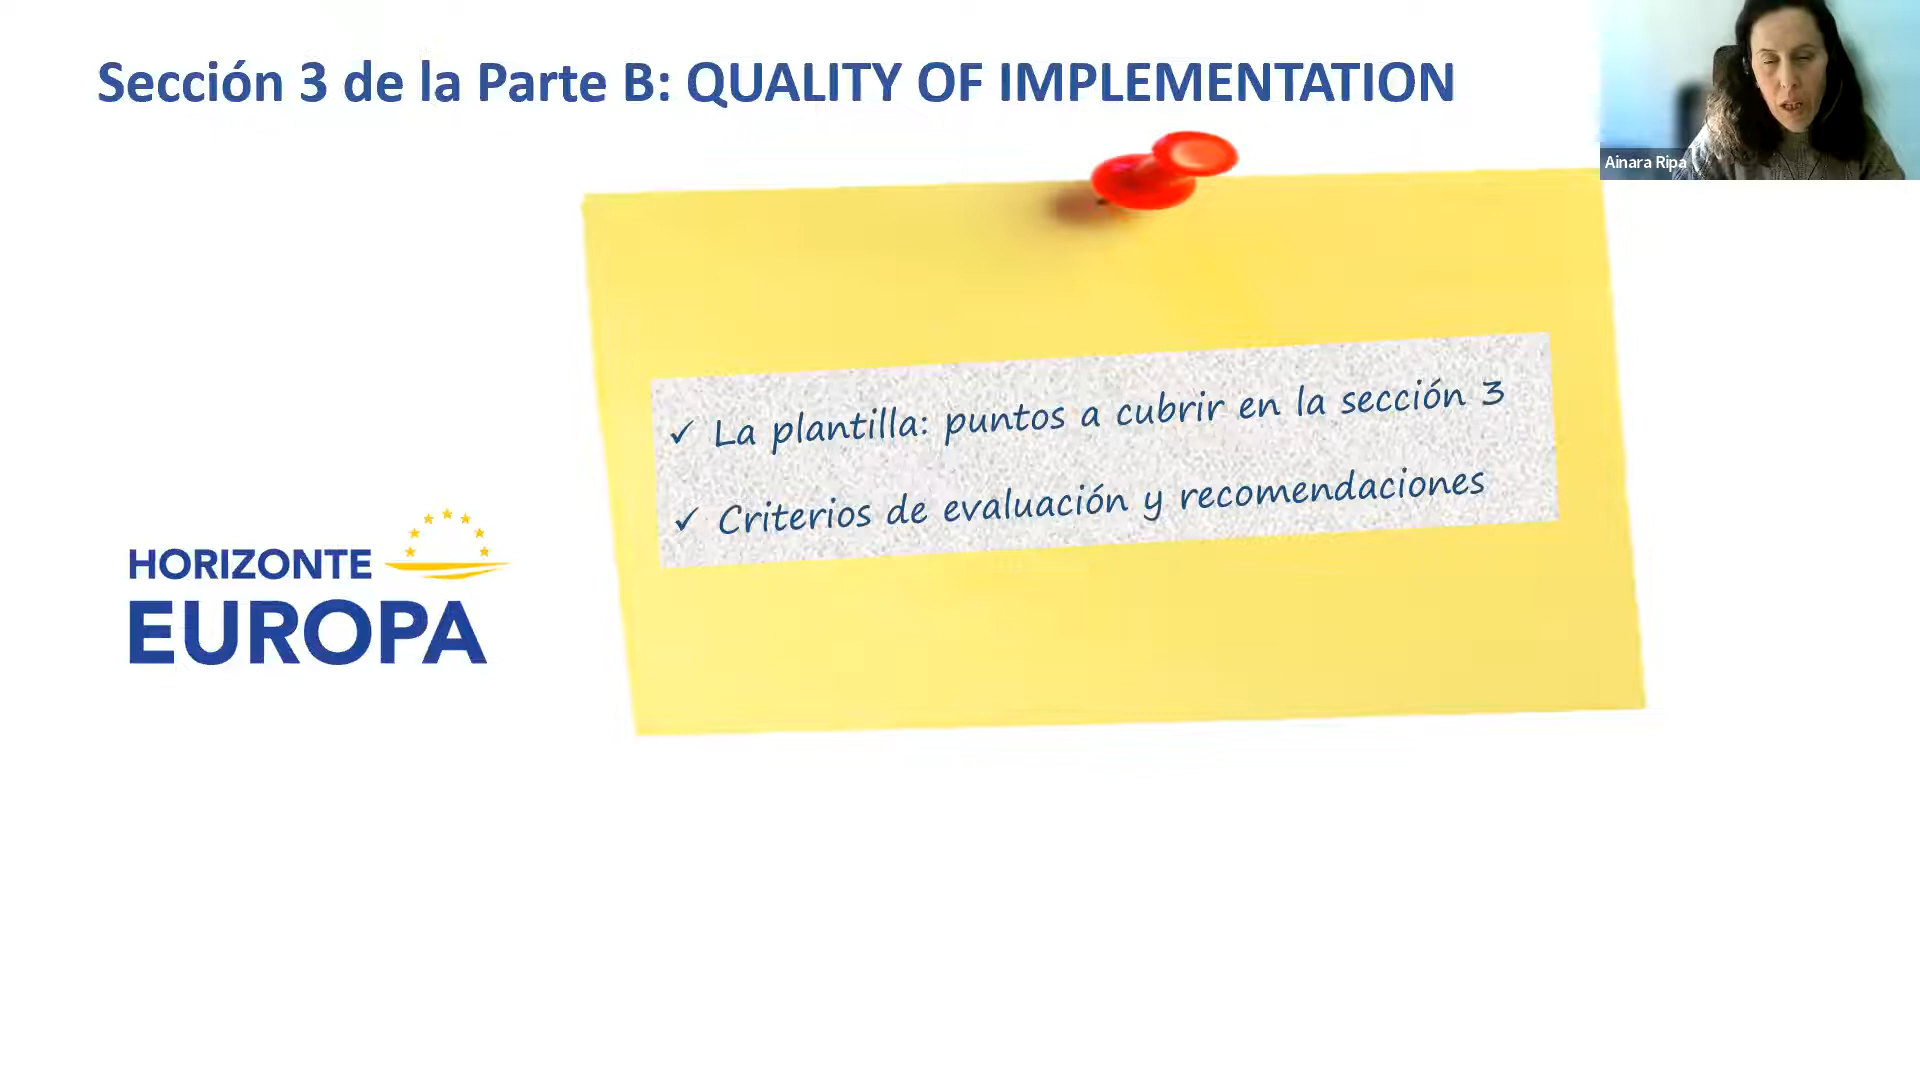 Sección 3 de la Parte B: QUALITY OF IMPLEMENTATION
Ainara Ripa
✓ La plantilla: puntos a cubrir en la sección 3
✓ Criterios de evaluación y recomendaciones
HORIZONTE
EUROPA